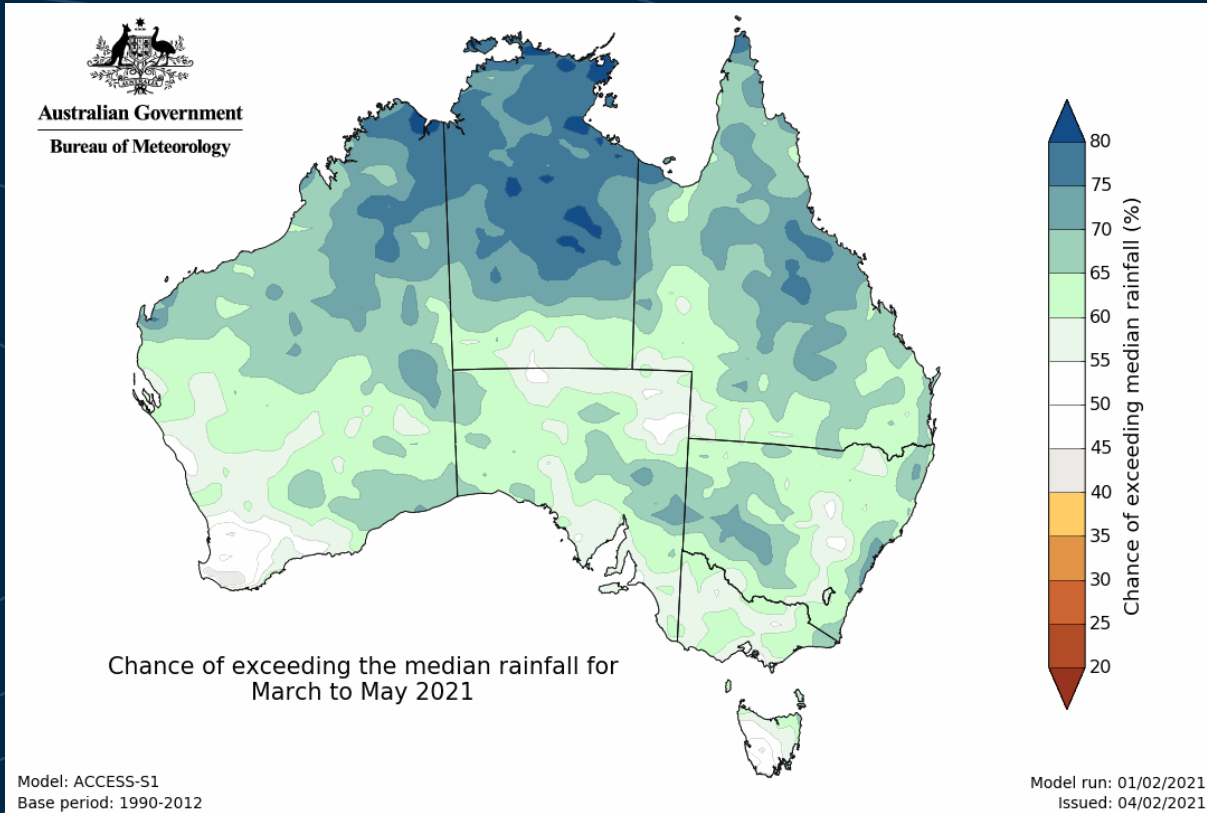 AUSTRALIA
Australian Government
Bureau of Meteorology
80
75
70
65
60
55
50
45
40
35
30
25
20
Chance of exceeding median rainfall (%)
Chance of exceeding the median rainfall for
March to May 2021
Model: ACCESS-S1
Base period: 1990-2012
Model run: 01/02/2021
Issued: 04/02/2021